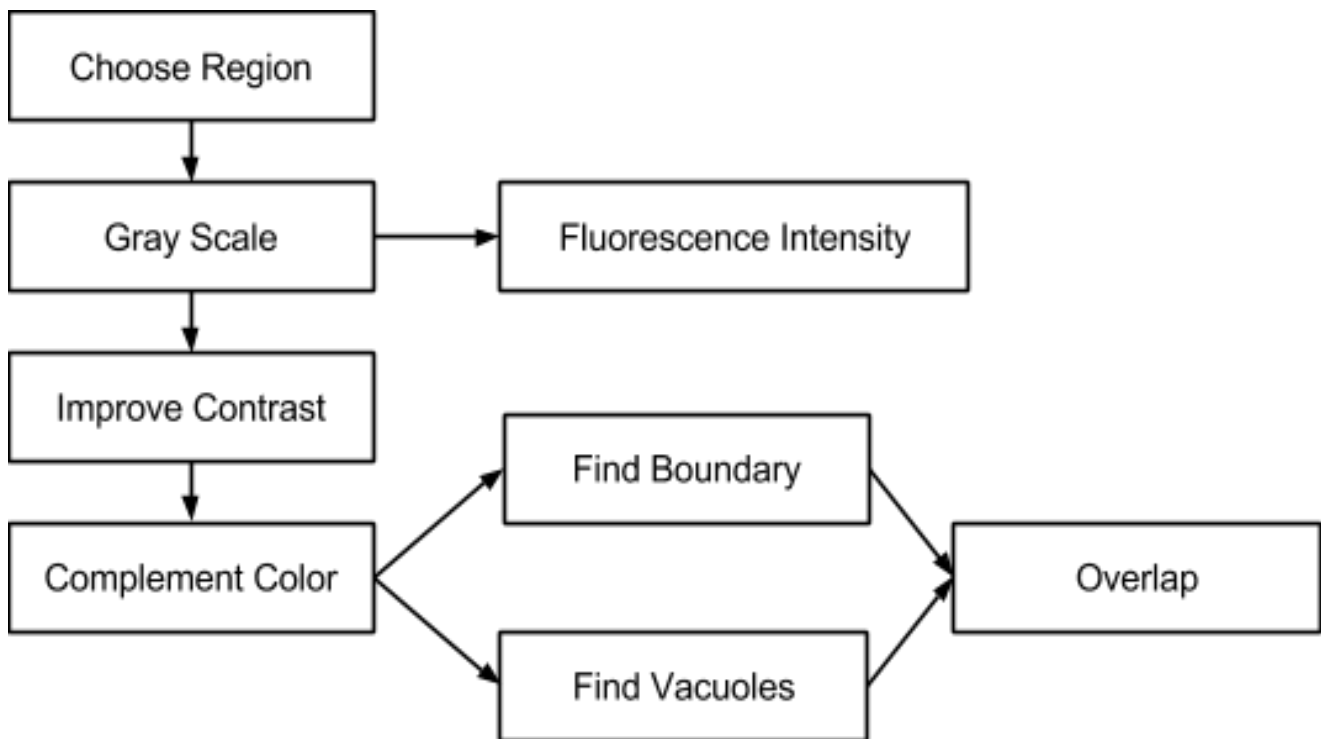 Choose Region
Gray Scale
Fluorescence Intensity
Improve Contrast
Find Boundary
Complement Color
Overlap
Find Vacuoles